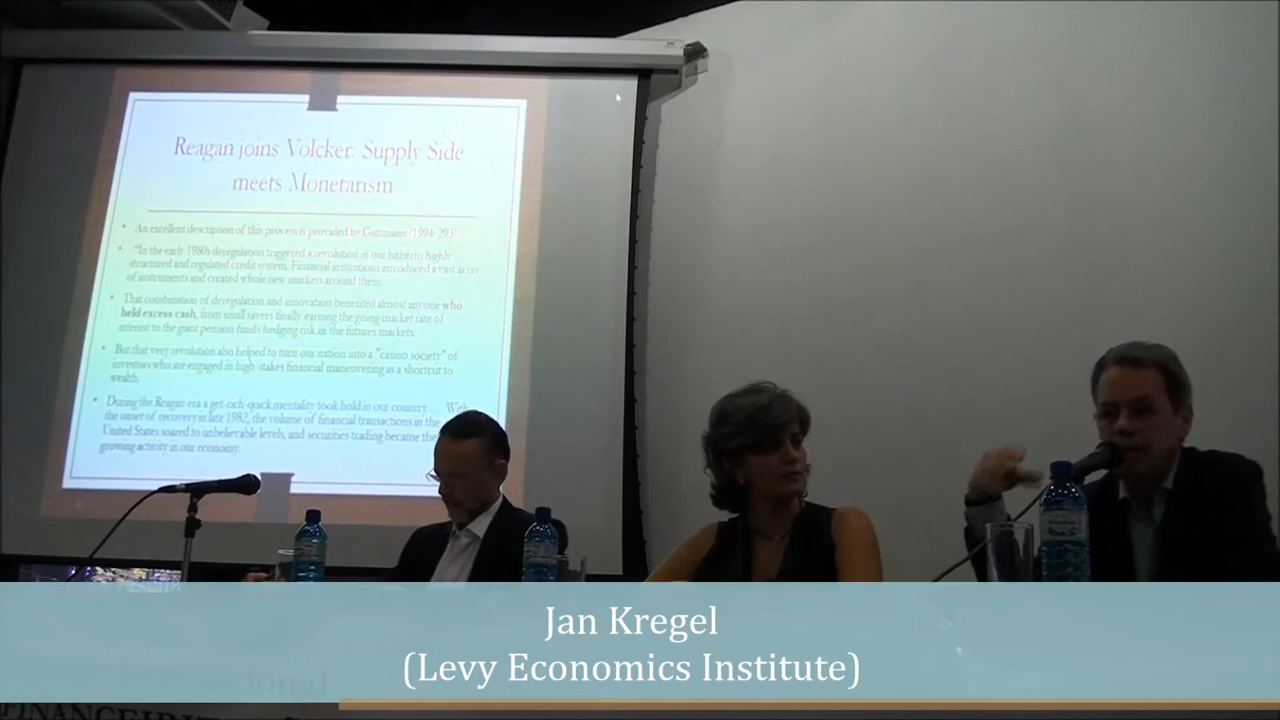 Reagan joins Volcker: Supply Side
meets Monetarism
• An excellent description of this process is provided by Guttmann (1994: 293)
• "In the early 1980s deregulation triggered a revolution in our hitherto highly
structured and regulated credit system. Financial institutions introduced a vast array
of instruments and created whole new markets around them.
• That combination of deregulation and innovation benefited almost anyone who
held excess cash, from small savers finally earning the going market rate of
interest to the giant pension funds hedging risk in the futures markets.
• But that very revolution also helped to turn our nation into a "casino society" of
investors who are engaged in high-stakes financial maneuvering as a shortcut to
wealth.
• During the Reagan era a get-rich-quick mentality took hold in our country ... With
the onset of recovery in late 1982, the volume of financial transactions in the
United States soared to unbelievable levels, and securities trading became the
growing activity in our economy.
Jan Kregel
(Levy Economics Institute)